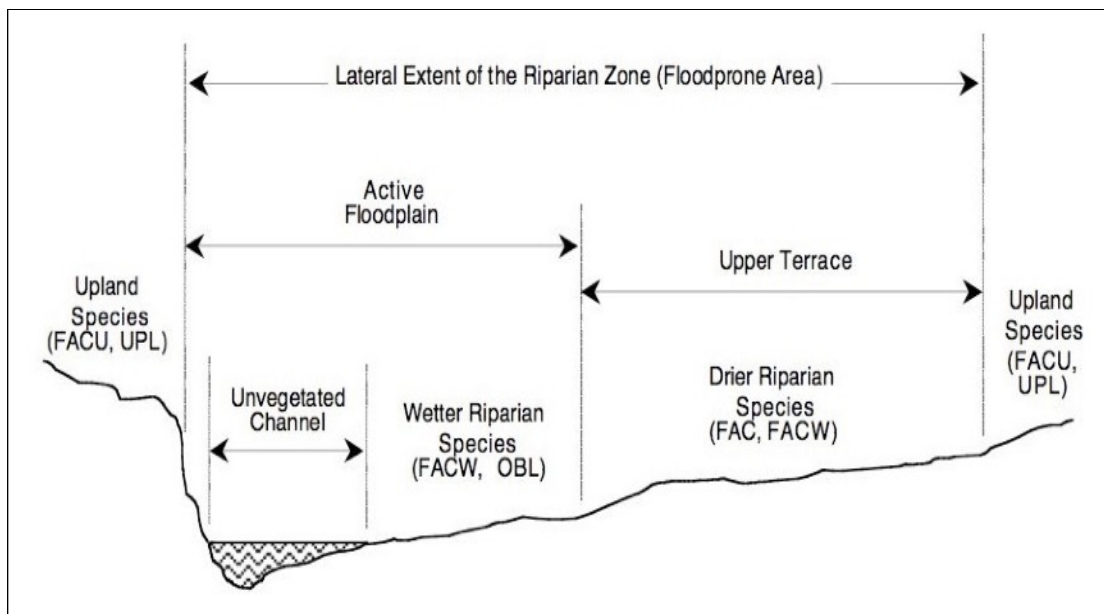 Lateral Extent of the Riparian Zone (Floodprone Area)
Active
Floodplain
Upper Terrace
Upland
Species
(FACU, UPL)
Unvegetated
Channel
Wetter Riparian
Species
(FACW, OBL)
Drier Riparian
Species
(FAC, FACW)
Upland
Species
(FACU,
UPL)